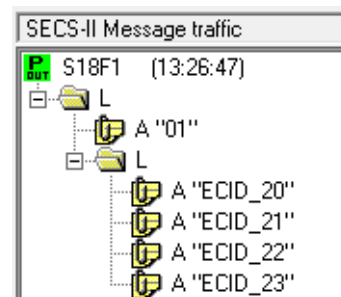 SECS-II Message traffic
P OUT S18F1 (13:26:47)
L
A "01"
L
A "ECID_20"
A "ECID_21"
A "ECID_22"
A "ECID_23"